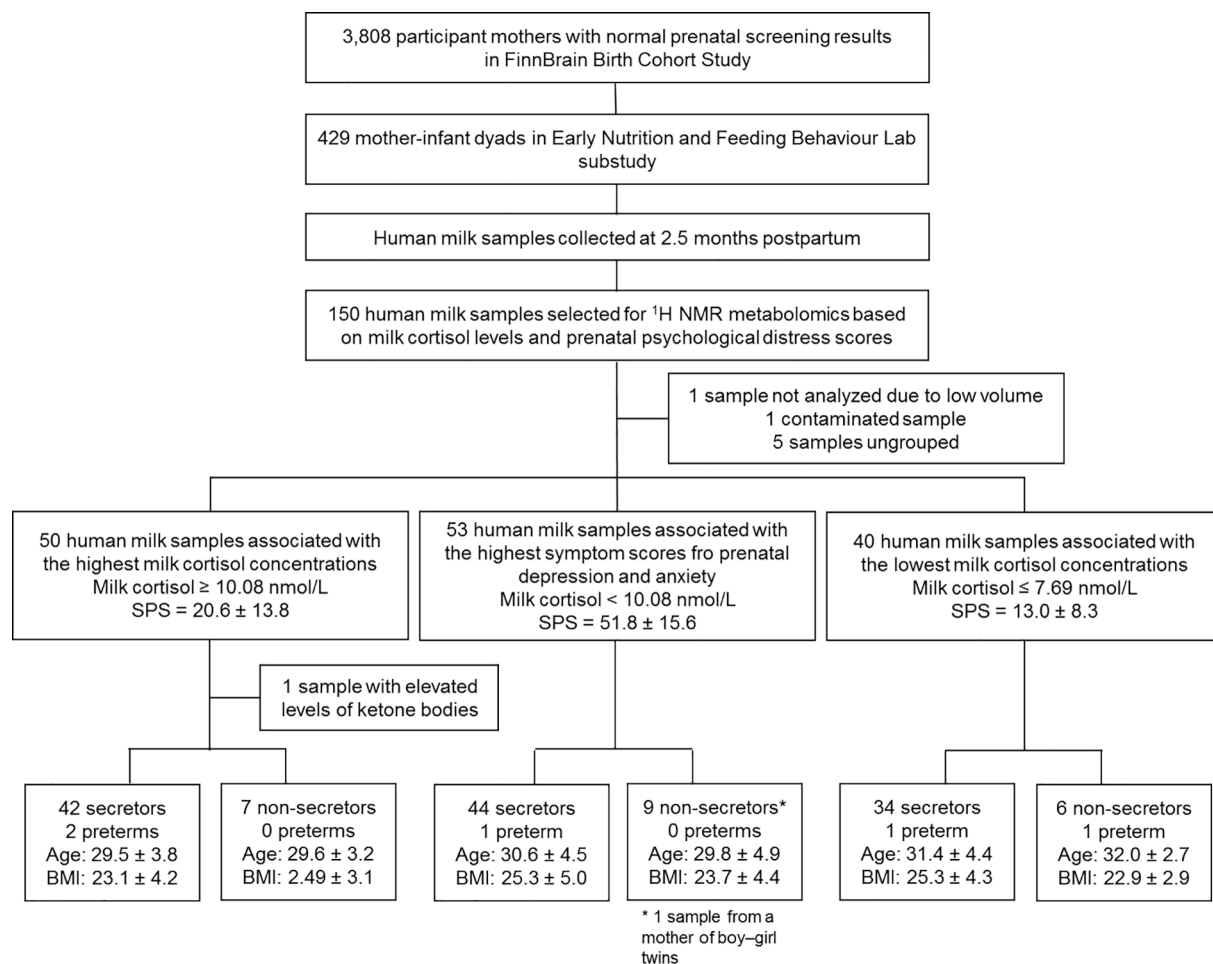 3,808 participant mothers with normal prenatal screening results
in FinnBrain Birth Cohort Study
429 mother-infant dyads in Early Nutrition and Feeding Behaviour Lab
substudy
Human milk samples collected at 2.5 months postpartum
150 human milk samples selected for ¹H NMR metabolomics based
on milk cortisol levels and prenatal psychological distress scores
1 sample not analyzed due to low volume
1 contaminated sample
5 samples ungrouped
50 human milk samples associated with
the highest milk cortisol concentrations
Milk cortisol ≥ 10.08 nmol/L
SPS = 20.6 ± 13.8
53 human milk samples associated with
the highest symptom scores fro prenatal
depression and anxiety
Milk cortisol < 10.08 nmol/L
SPS = 51.8 ± 15.6
40 human milk samples associated with
the lowest milk cortisol concentrations
Milk cortisol ≤ 7.69 nmol/L
SPS = 13.0 ± 8.3
1 sample with elevated
levels of ketone bodies
42 secretors
2 preterms
Age: 29.5 ± 3.8
BMI: 23.1 ± 4.2
7 non-secretors
0 preterms
Age: 29.6 ± 3.2
BMI: 2.49 ± 3.1
44 secretors
1 preterm
Age: 30.6 ± 4.5
BMI: 25.3 ± 5.0
9 non-secretors*
0 preterms
Age: 29.8 ± 4.9
BMI: 23.7 ± 4.4
34 secretors
1 preterm
Age: 31.4 ± 4.4
BMI: 25.3 ± 4.3
6 non-secretors
1 preterm
Age: 32.0 ± 2.7
BMI: 22.9 ± 2.9
* 1 sample from a
mother of boy–girl
twins